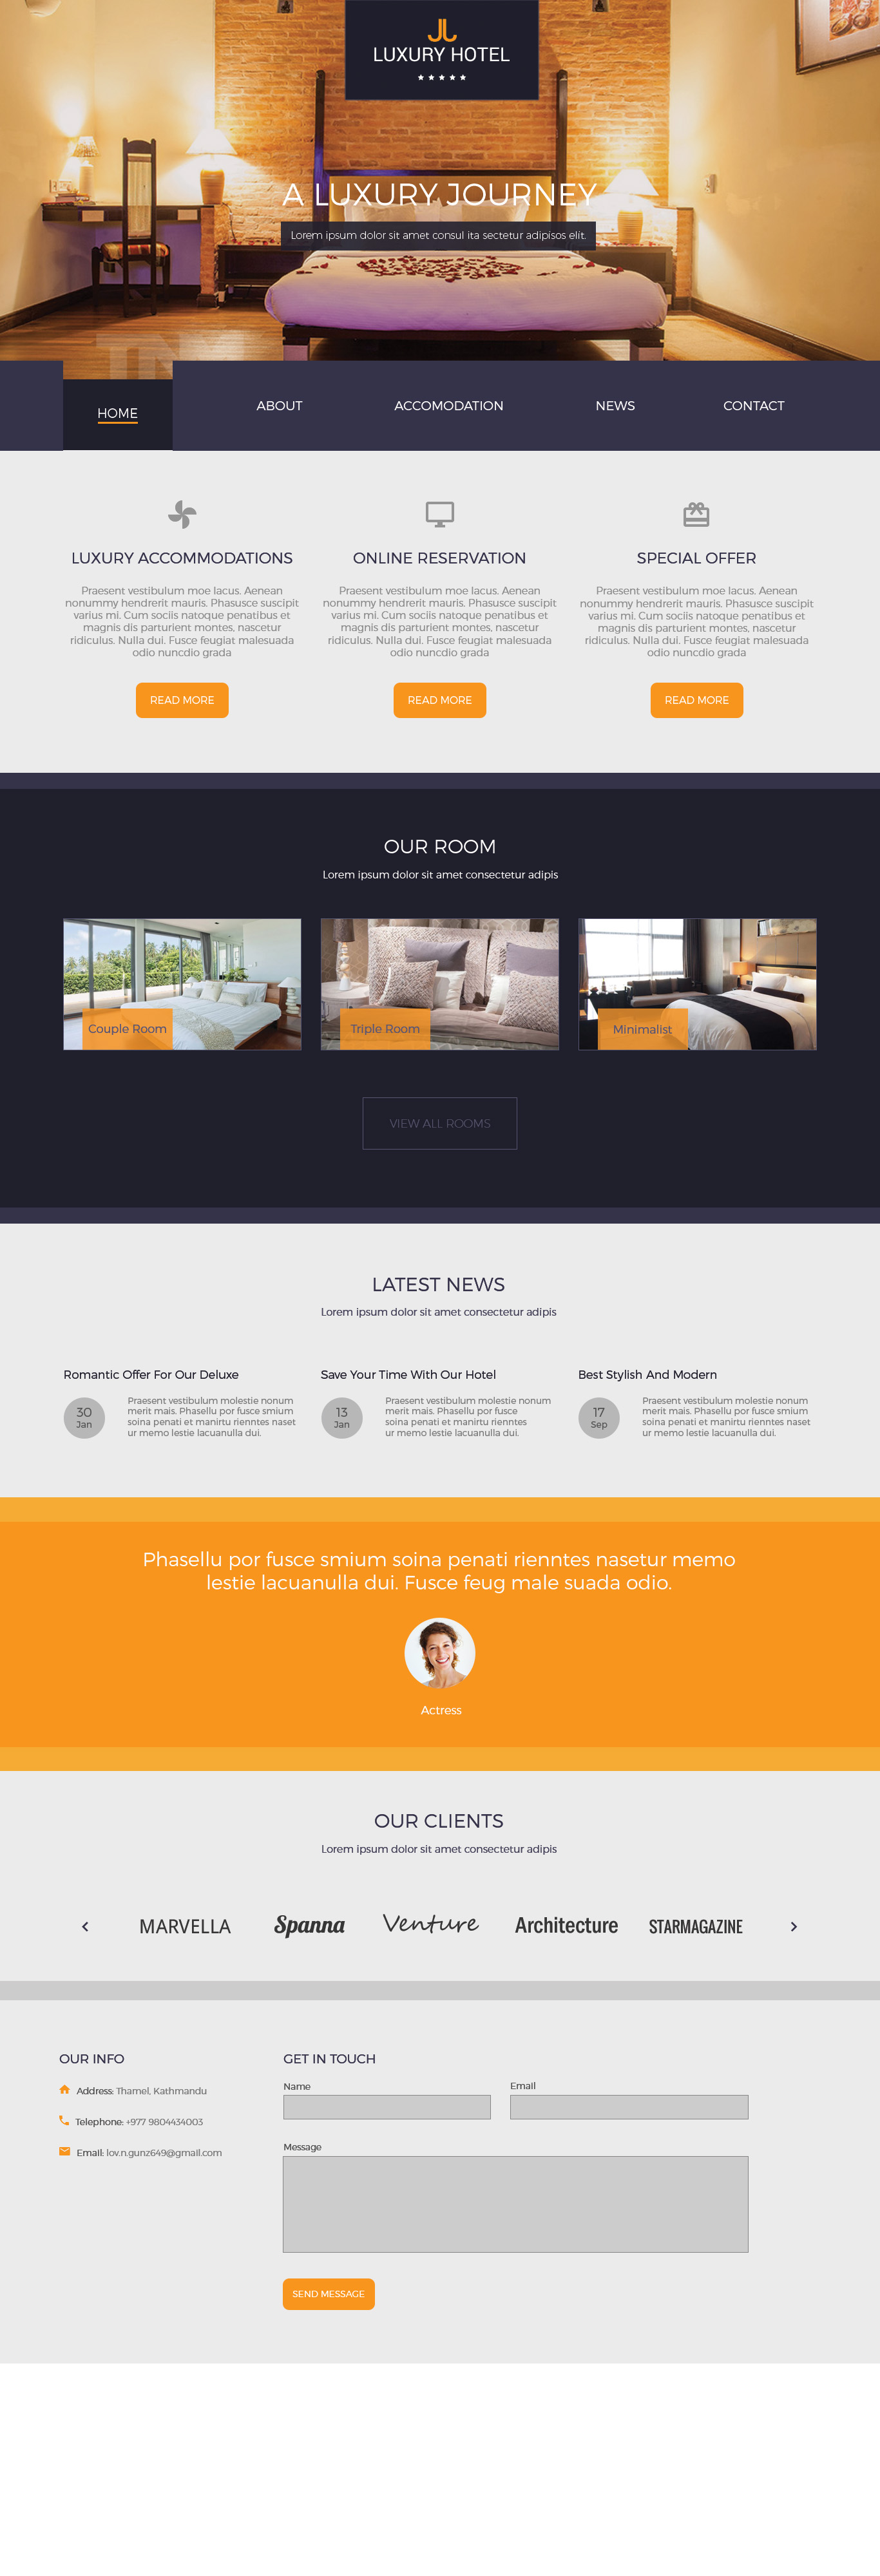 LUXURY HOTEL
A LUXURY JOURNEY
Lorem ipsum dolor sit amet consul ita sectetur adipisos elit.
HOME
ABOUT
ACCOMODATION
NEWS
CONTACT
LUXURY ACCOMMODATIONS
Praesent vestibulum moe lacus. Aenean
nonummy hendrerit mauris. Phasusce suscipit
varius mi. Cum sociis natoque penatibus et
magnis dis parturient montes, nascetur
ridiculus. Nulla dui. Fusce feugiat malesuada
odio nuncdio grada
READ MORE
ONLINE RESERVATION
Praesent vestibulum moe lacus. Aenean
nonummy hendrerit mauris. Phasusce suscipit
varius mi. Cum sociis natoque penatibus et
magnis dis parturient montes, nascetur
ridiculus. Nulla dui. Fusce feugiat malesuada
odio nuncdio grada
READ MORE
SPECIAL OFFER
Praesent vestibulum moe lacus. Aenean
nonummy hendrerit mauris. Phasusce suscipit
varius mi. Cum sociis natoque penatibus et
magnis dis parturient montes, nascetur
ridiculus. Nulla dui. Fusce feugiat malesuada
odio nuncdio grada
READ MORE
OUR ROOM
Lorem ipsum dolor sit amet consectetur adipis
Couple Room
Triple Room
Minimalist
VIEW ALL ROOMS
LATEST NEWS
Lorem ipsum dolor sit amet consectetur adipis
Romantic Offer For Our Deluxe
30
Jan
Praesent vestibulum molestie nonum
merit mais. Phasellu por fusce smium
soina penati et manirtu rienntes naset
ur memo lestie lacuanulla dui.
Save Your Time With Our Hotel
13
Jan
Praesent vestibulum molestie nonum
merit mais. Phasellu por fusce
soina penati et manirtu rienntes
ur memo lestie lacuanulla dui.
Best Stylish And Modern
17
Sep
Praesent vestibulum molestie nonum
merit mais. Phasellu por fusce smium
soina penati et manirtu rienntes naset
ur memo lestie lacuanulla dui.
Phasellu por fusce smium soina penati rienntes nasetur memo
lestie lacuanulla dui. Fusce feug male suada odio.
Actress
OUR CLIENTS
Lorem ipsum dolor sit amet consectetur adipis
MARVELLA
Spanna
Venture
Architecture
STARMAGAZINE
OUR INFO
Address: Thamel, Kathmandu
Telephone: +977 9804434003
Email: lov.n.gunz649@gmail.com
GET IN TOUCH
Name
Email
Message
SEND MESSAGE